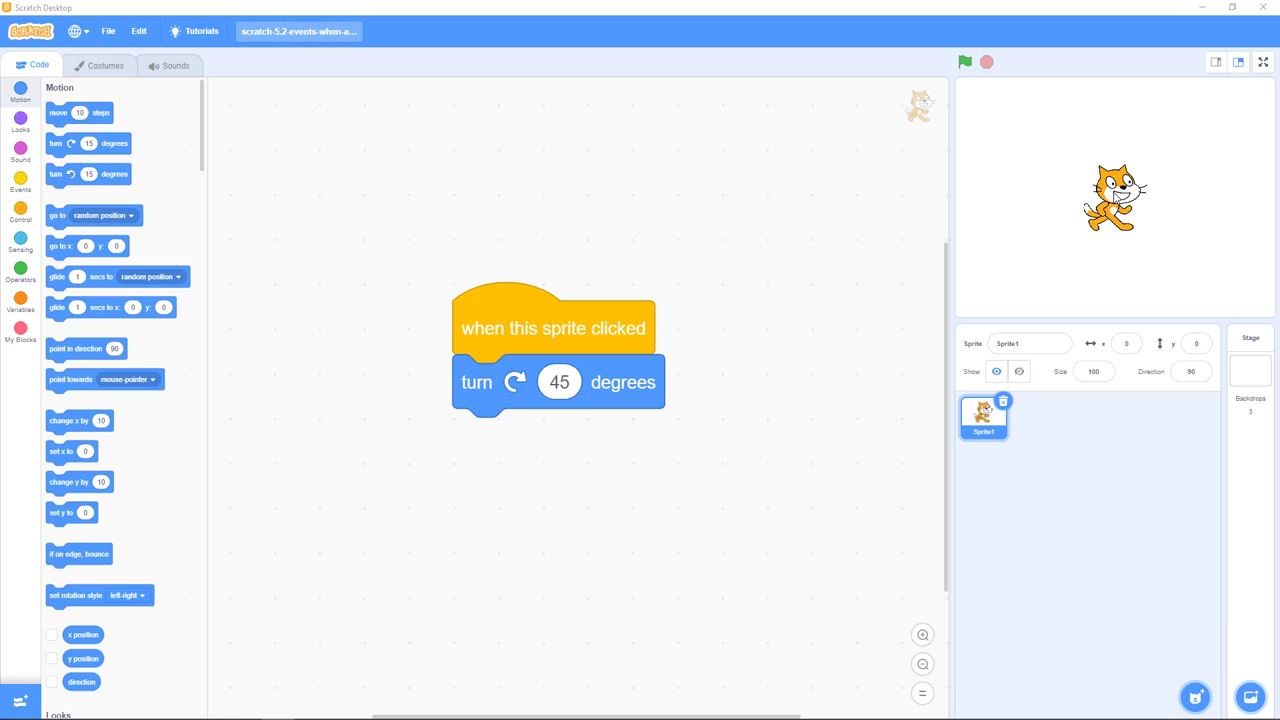 Scratch Desktop
SCRATCH
File
Edit
Tutorials
scratch-5.2-events-when-a...
Code
Costumes
Sounds
Motion
Looks
Sound
Events
Control
Sensing
Operators
Variables
My Blocks
Motion
move 10 steps
turn 15 degrees
turn 15 degrees
go to random position
go to x: 0 y: 0
glide 1 secs to random position
glide 1 secs to x: 0 y: 0
point in direction 90
point towards mouse-pointer
change x by 10
set x to 0
change y by 10
set y to 0
if on edge, bounce
set rotation style left-right
x position
y position
direction
Looks
when this sprite clicked
turn 45 degrees
Sprite Sprite1 x 0 y 0
Show Size 100 Direction 90
Sprite1
Stage
Backdrops
3